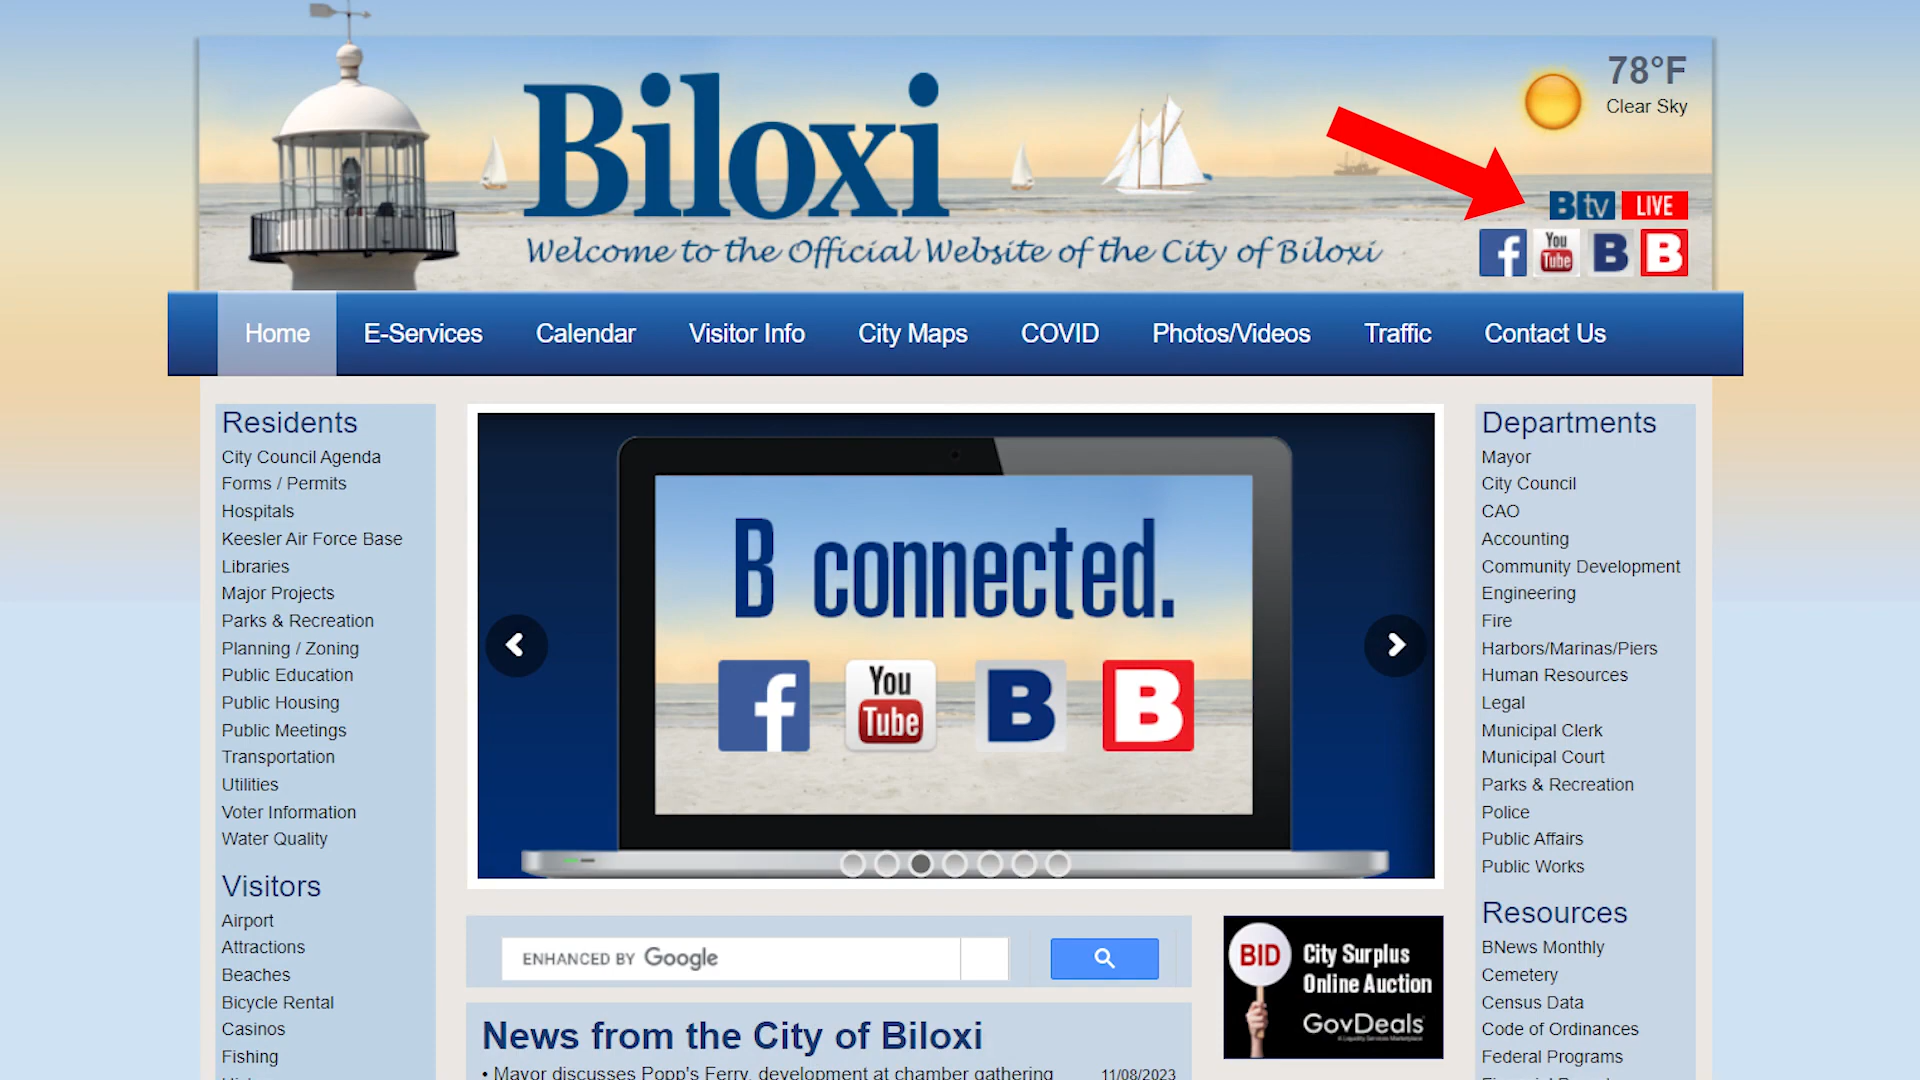 Biloxi
Welcome to the Official Website of the City of Biloxi
78°F
Clear Sky
Btv LIVE
f You Tube B B
Home E-Services Calendar Visitor Info City Maps COVID Photos/Videos Traffic Contact Us
Residents
City Council Agenda
Forms / Permits
Hospitals
Keesler Air Force Base
Libraries
Major Projects
Parks & Recreation
Planning / Zoning
Public Education
Public Housing
Public Meetings
Transportation
Utilities
Voter Information
Water Quality
Visitors
Airport
Attractions
Beaches
Bicycle Rental
Casinos
Fishing
B connected.
f You Tube B B
ENHANCED BY Google
News from the City of Biloxi
• Mayor discusses Popp's Ferry, development at chamber gathering 11/08/2023
BID
City Surplus
Online Auction
GovDeals
A Liquidity Services Marketplace
Departments
Mayor
City Council
CAO
Accounting
Community Development
Engineering
Fire
Harbors/Marinas/Piers
Human Resources
Legal
Municipal Clerk
Municipal Court
Parks & Recreation
Police
Public Affairs
Public Works
Resources
BNews Monthly
Cemetery
Census Data
Code of Ordinances
Federal Programs